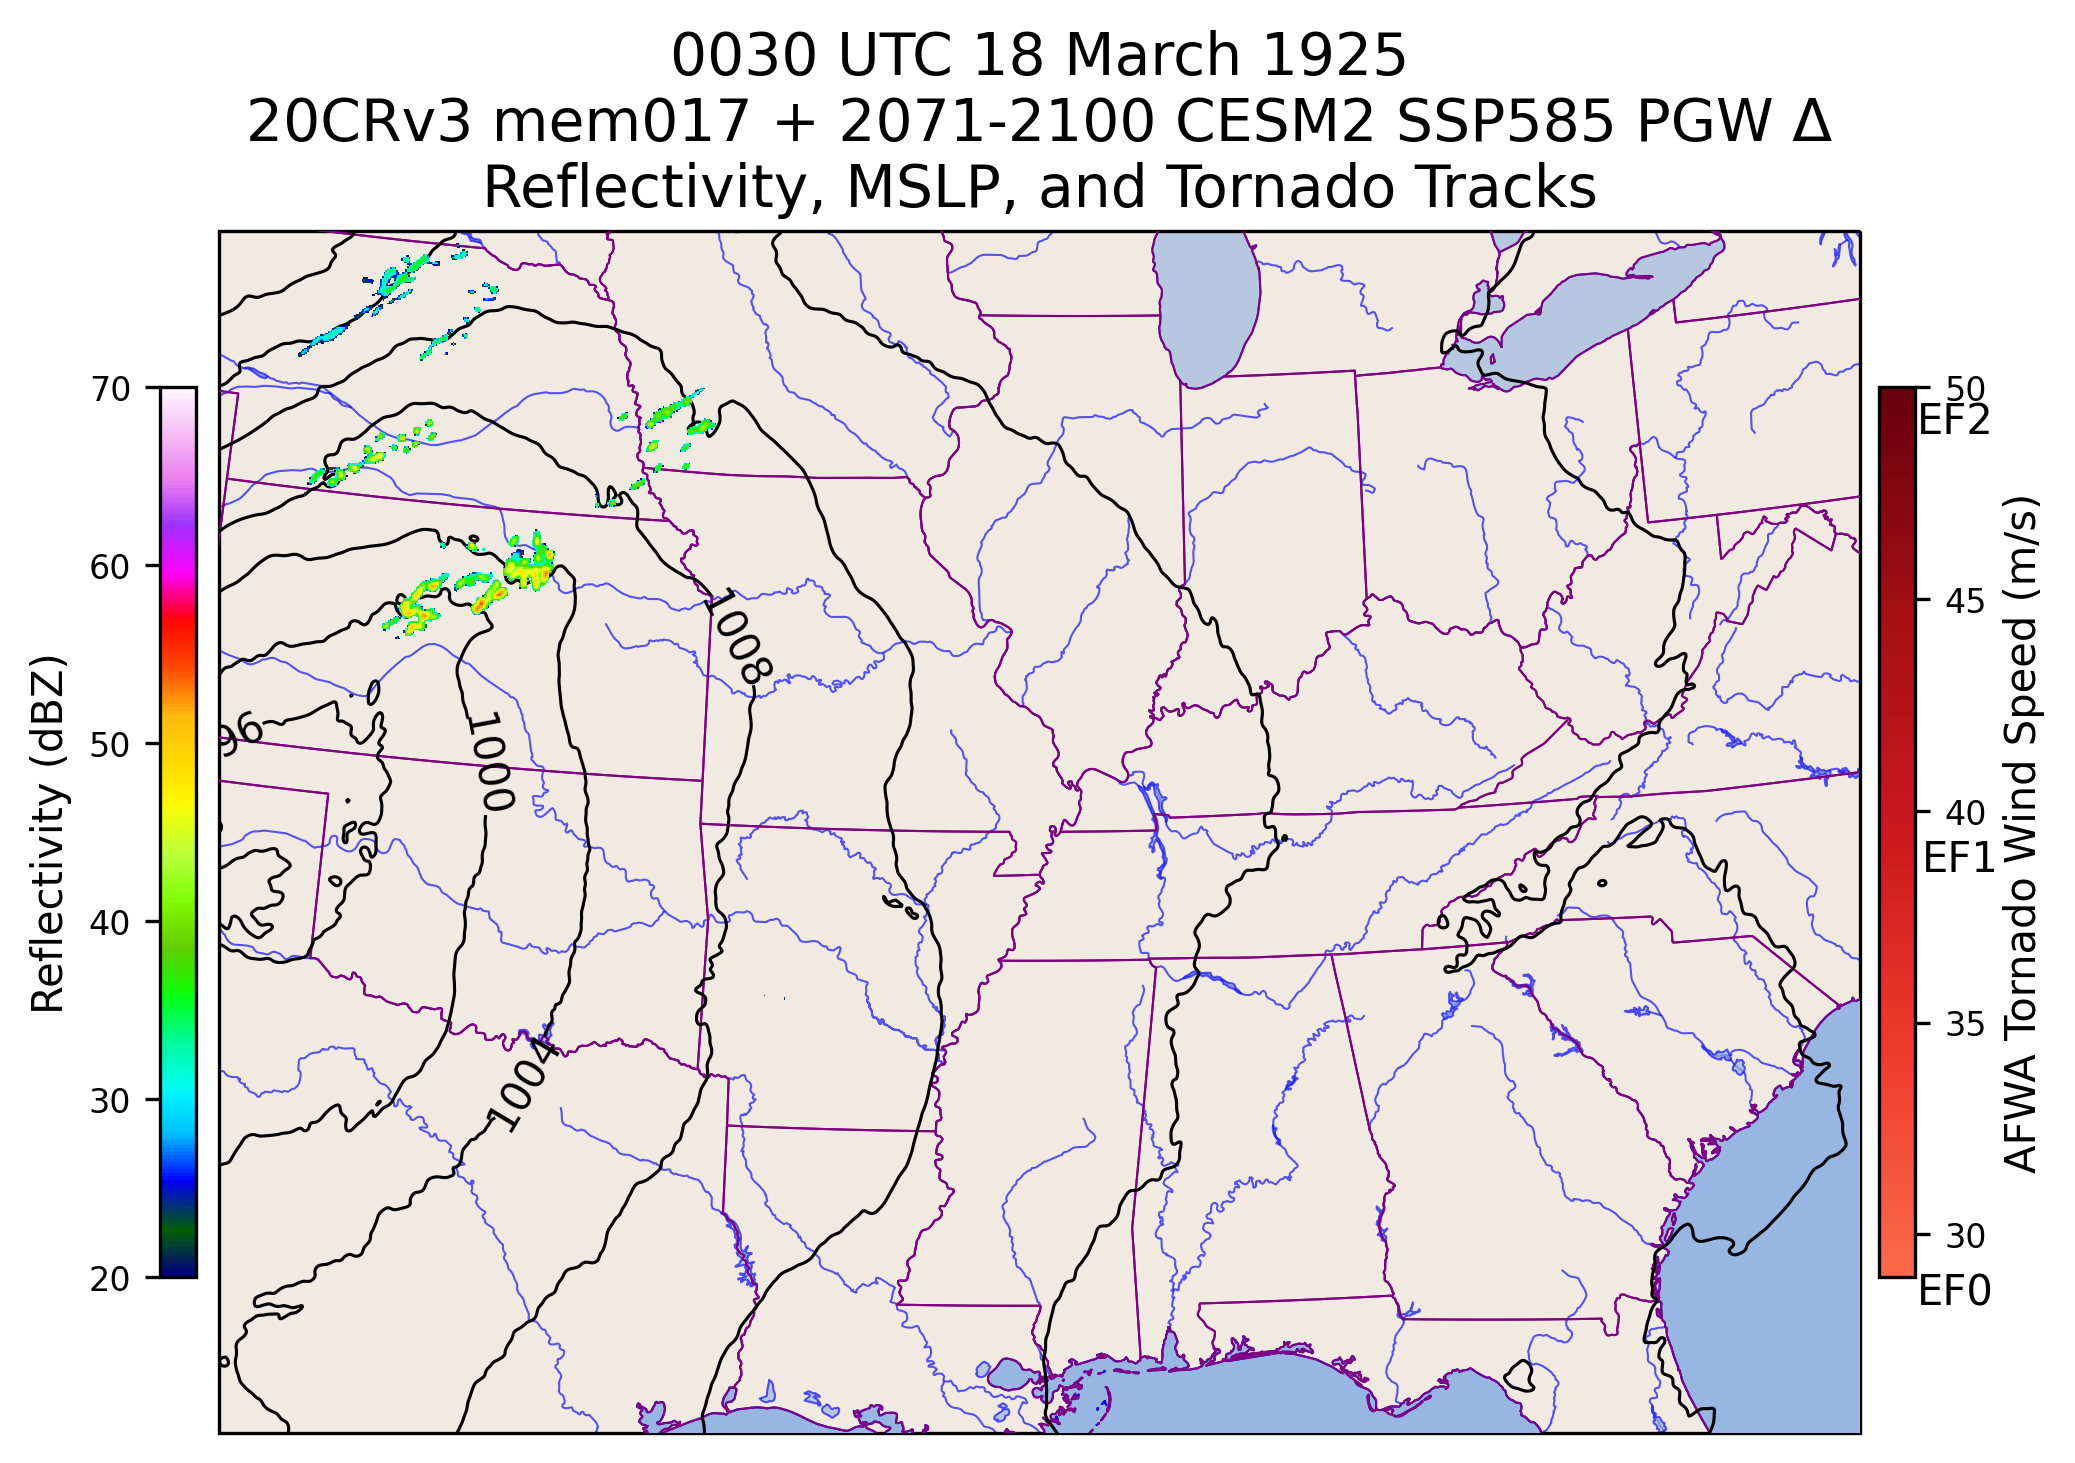 0030 UTC 18 March 1925
20CRv3 mem017 + 2071-2100 CESM2 SSP585 PGW Δ
Reflectivity, MSLP, and Tornado Tracks
70
60
50
40
30
20
Reflectivity (dBZ)
96
1000
1004
1008
50
EF2
45
40
EF1
35
30
EF0
AFWA Tornado Wind Speed (m/s)